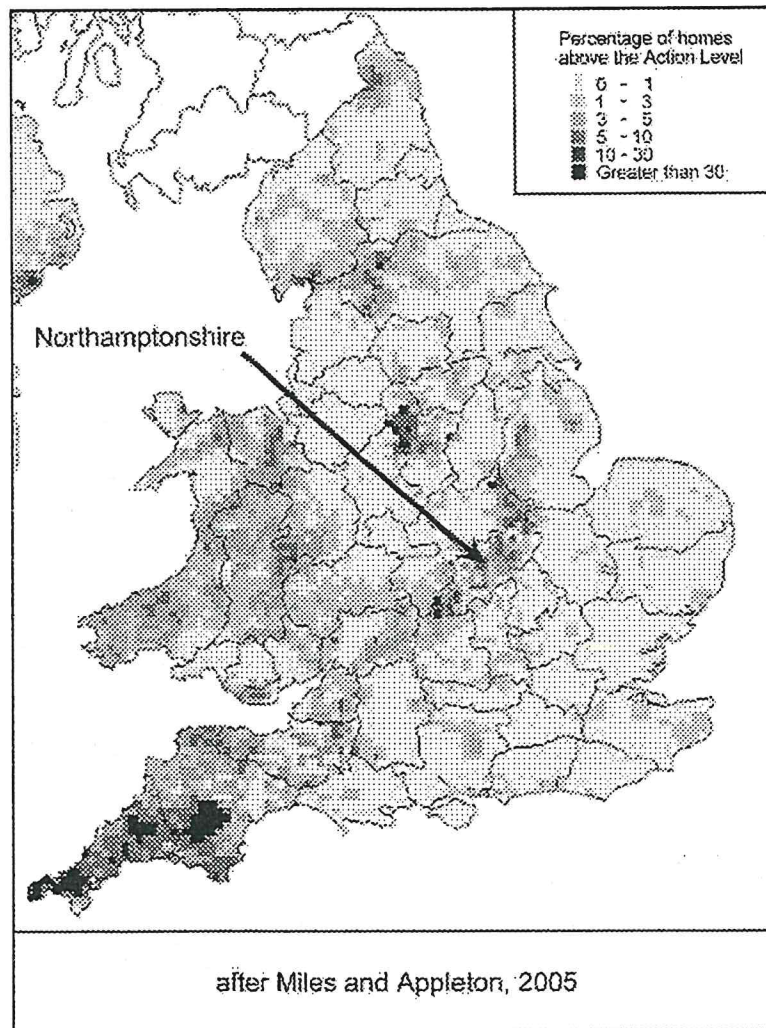 Percentage of homes
above the Action Level
0 - 1
1 - 3
3 - 5
5 - 10
10 - 30
Greater than 30
Northamptonshire
after Miles and Appleton, 2005